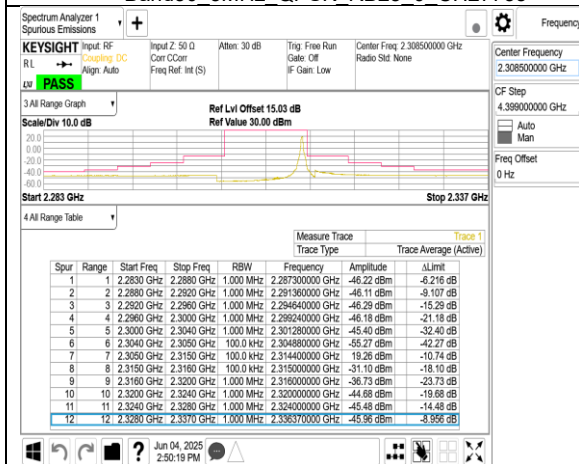 Spectrum Analyzer 1
Spurious Emissions
Frequency
KEYSIGHT Input: RF
RL
Coupling: DC
Align: Auto
Input Z: 50 Ω
Corr CCorr
Freq Ref: Int (S)
Atten: 30 dB
Trig: Free Run
Gate: Off
IF Gain: Low
Center Freq: 2.308500000 GHz
Radio Std: None
LXI PASS
Center Frequency
2.308500000 GHz
CF Step
4.399000000 GHz
Auto
Man
Freq Offset
0 Hz
3 All Range Graph
Scale/Div 10.0 dB
Ref Lvl Offset 15.03 dB
Ref Value 30.00 dBm
20.0
0.00
-20.0
-40.0
-60.0
Start 2.283 GHz
Stop 2.337 GHz
4 All Range Table
Measure Trace Trace 1
Trace Type Trace Average (Active)
Spur Range Start Freq Stop Freq RBW Frequency Amplitude ΔLimit
1 1 2.2830 GHz 2.2880 GHz 1.000 MHz 2.287300000 GHz -46.22 dBm -6.216 dB
2 2 2.2880 GHz 2.2920 GHz 1.000 MHz 2.291360000 GHz -46.11 dBm -9.107 dB
3 3 2.2920 GHz 2.2960 GHz 1.000 MHz 2.294640000 GHz -46.29 dBm -15.29 dB
4 4 2.2960 GHz 2.3000 GHz 1.000 MHz 2.299240000 GHz -46.18 dBm -21.18 dB
5 5 2.3000 GHz 2.3040 GHz 1.000 MHz 2.301280000 GHz -45.40 dBm -32.40 dB
6 6 2.3040 GHz 2.3050 GHz 100.0 kHz 2.304880000 GHz -55.27 dBm -42.27 dB
7 7 2.3050 GHz 2.3150 GHz 100.0 kHz 2.314400000 GHz 19.26 dBm -10.74 dB
8 8 2.3150 GHz 2.3160 GHz 100.0 kHz 2.315000000 GHz -31.10 dBm -18.10 dB
9 9 2.3160 GHz 2.3200 GHz 1.000 MHz 2.316000000 GHz -36.73 dBm -23.73 dB
10 10 2.3200 GHz 2.3240 GHz 1.000 MHz 2.320000000 GHz -44.68 dBm -19.68 dB
11 11 2.3240 GHz 2.3280 GHz 1.000 MHz 2.324000000 GHz -45.48 dBm -14.48 dB
12 12 2.3280 GHz 2.3370 GHz 1.000 MHz 2.336370000 GHz -45.96 dBm -8.956 dB
Jun 04, 2025
2:50:19 PM